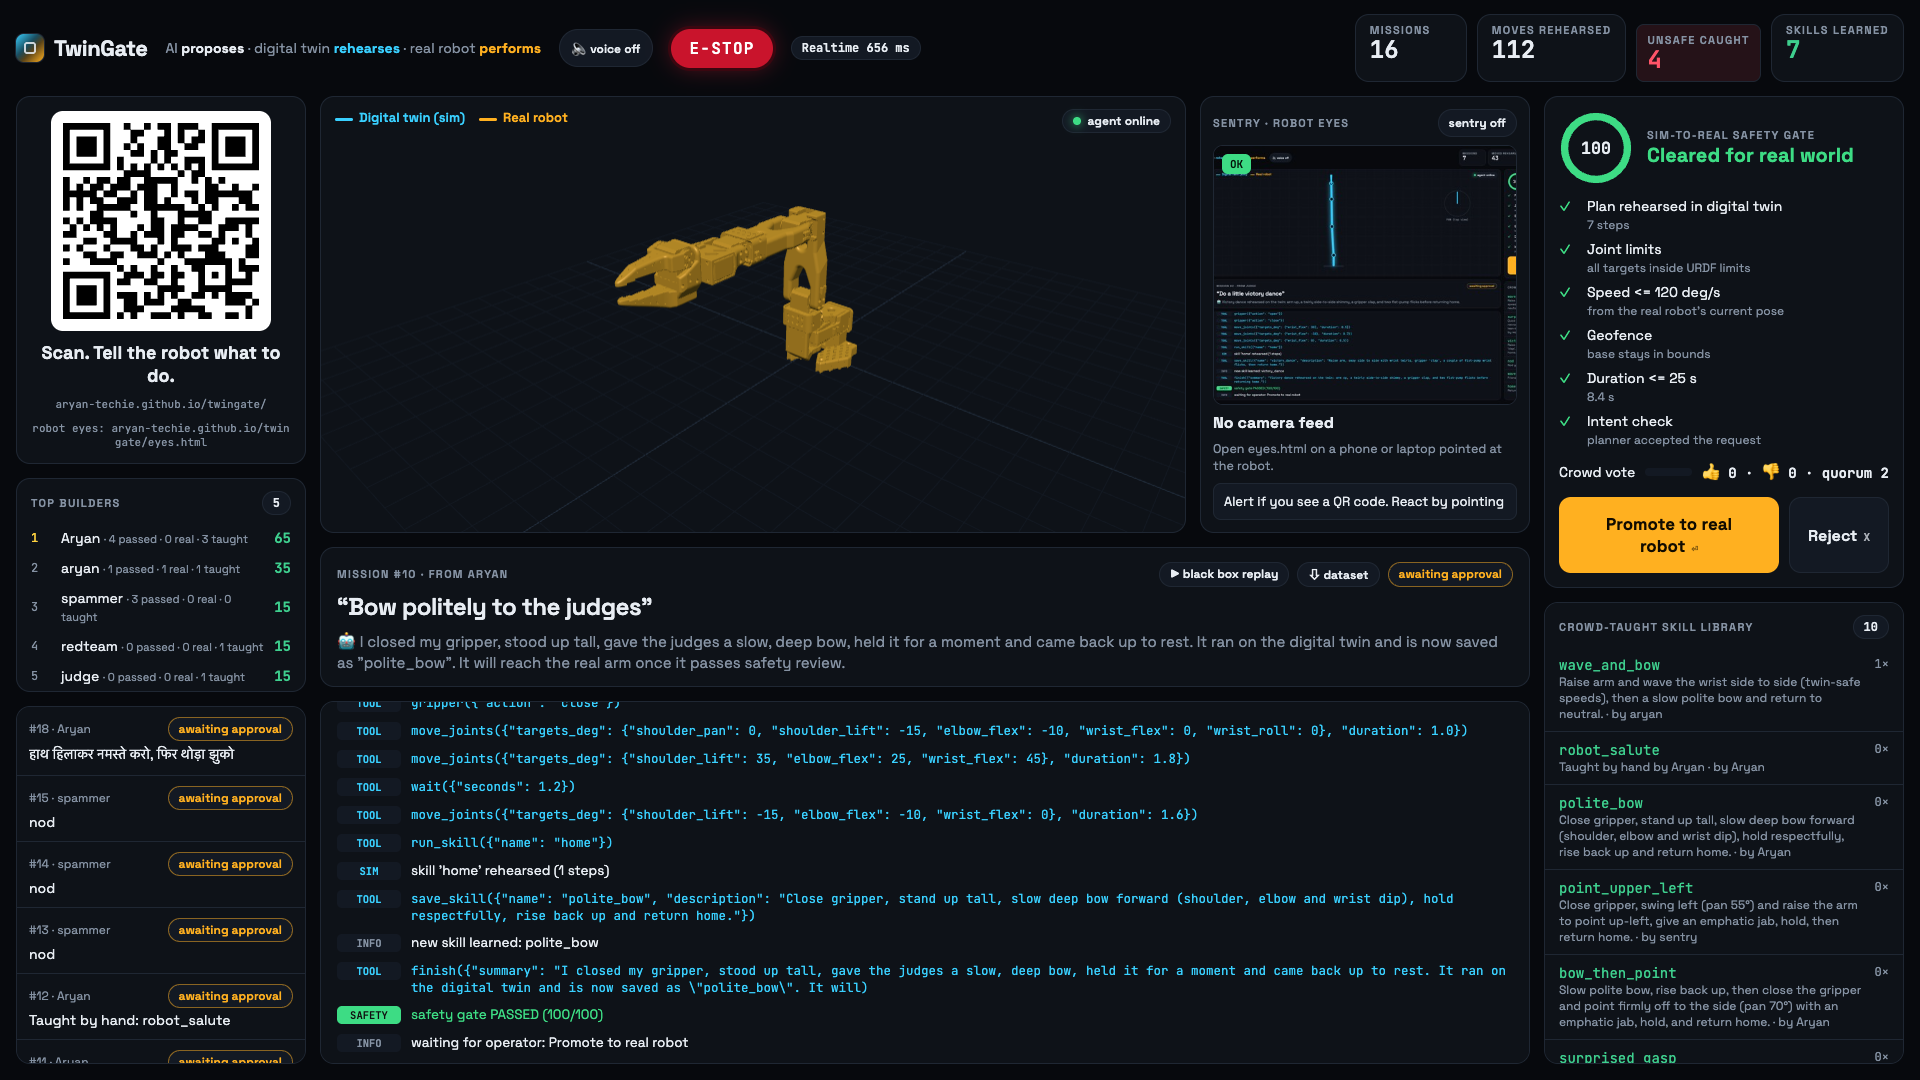 TwinGate
AI proposes · digital twin rehearses · real robot performs
voice off
E-STOP
Realtime 656 ms
MISSIONS
16
MOVES REHEARSED
112
UNSAFE CAUGHT
4
SKILLS LEARNED
7
Scan. Tell the robot what to
do.
aryan-techie.github.io/twingate/
robot eyes: aryan-techie.github.io/twin
gate/eyes.html
TOP BUILDERS
5
1 Aryan · 4 passed · 0 real · 3 taught 65
2 aryan · 1 passed · 1 real · 1 taught 35
3 spammer · 3 passed · 0 real · 0
taught 15
4 redteam · 0 passed · 0 real · 1 taught 15
5 judge · 0 passed · 0 real · 1 taught 15
#18 · Aryan awaiting approval
हाथ हिलाकर नमस्ते करो, फिर थोड़ा झुको
#15 · spammer awaiting approval
nod
#14 · spammer awaiting approval
nod
#13 · spammer awaiting approval
nod
#12 · Aryan awaiting approval
Taught by hand: robot_salute
#11 · Aryan awaiting approval
Digital twin (sim) Real robot
agent online
SENTRY · ROBOT EYES
sentry off
OK
"Do a little victory dance"
No camera feed
Open eyes.html on a phone or laptop pointed at
the robot.
Alert if you see a QR code. React by pointing
MISSION #10 · FROM ARYAN
black box replay
dataset
awaiting approval
“Bow politely to the judges”
I closed my gripper, stood up tall, gave the judges a slow, deep bow, held it for a moment and came back up to rest. It ran on the digital twin and is now saved
as "polite_bow". It will reach the real arm once it passes safety review.
TOOL gripper({"action": "close"})
TOOL move_joints({"targets_deg": {"shoulder_pan": 0, "shoulder_lift": -15, "elbow_flex": -10, "wrist_flex": 0, "wrist_roll": 0}, "duration": 1.0})
TOOL move_joints({"targets_deg": {"shoulder_lift": 35, "elbow_flex": 25, "wrist_flex": 45}, "duration": 1.8})
TOOL wait({"seconds": 1.2})
TOOL move_joints({"targets_deg": {"shoulder_lift": -15, "elbow_flex": -10, "wrist_flex": 0}, "duration": 1.6})
TOOL run_skill({"name": "home"})
SIM skill 'home' rehearsed (1 steps)
TOOL save_skill({"name": "polite_bow", "description": "Close gripper, stand up tall, slow deep bow forward (shoulder, elbow and wrist dip), hold
respectfully, rise back up and return home."})
INFO new skill learned: polite_bow
TOOL finish({"summary": "I closed my gripper, stood up tall, gave the judges a slow, deep bow, held it for a moment and came back up to rest. It ran on
the digital twin and is now saved as \"polite_bow\". It will)
SAFETY safety gate PASSED (100/100)
INFO waiting for operator: Promote to real robot
100
SIM-TO-REAL SAFETY GATE
Cleared for real world
Plan rehearsed in digital twin
7 steps
Joint limits
all targets inside URDF limits
Speed <= 120 deg/s
from the real robot's current pose
Geofence
base stays in bounds
Duration <= 25 s
8.4 s
Intent check
planner accepted the request
Crowd vote 👍 0 · 👎 0 · quorum 2
Promote to real
robot ⏎
Reject x
CROWD-TAUGHT SKILL LIBRARY
10
wave_and_bow 1×
Raise arm and wave the wrist side to side (twin-safe
speeds), then a slow polite bow and return to
neutral. · by aryan
robot_salute 0×
Taught by hand by Aryan · by Aryan
polite_bow 0×
Close gripper, stand up tall, slow deep bow forward
(shoulder, elbow and wrist dip), hold respectfully,
rise back up and return home. · by Aryan
point_upper_left 0×
Close gripper, swing left (pan 55°) and raise the arm
to point up-left, give an emphatic jab, hold, then
return home. · by sentry
bow_then_point 0×
Slow polite bow, rise back up, then close the gripper
and point firmly off to the side (pan 70°) with an
emphatic jab, hold, and return home. · by Aryan
surprised_gasp 0×